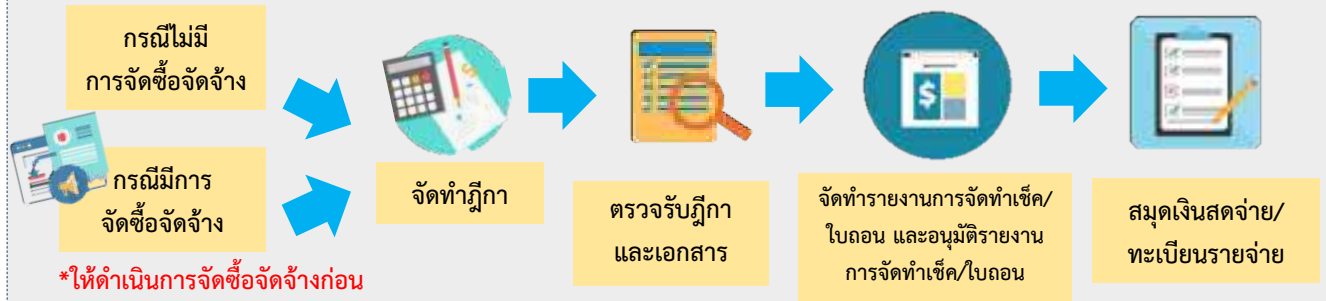 กรณีไม่มี
การจัดซื้อจัดจ้าง
กรณีมีการ
จัดซื้อจัดจ้าง
*ให้ดำเนินการจัดซื้อจัดจ้างก่อน
จัดทำฎีกา
ตรวจรับฎีกา
และเอกสาร
จัดทำรายงานการจัดทำเช็ค/
ใบถอน และอนุมัติรายงาน
การจัดทำเช็ค/ใบถอน
สมุดเงินสดจ่าย/
ทะเบียนรายจ่าย